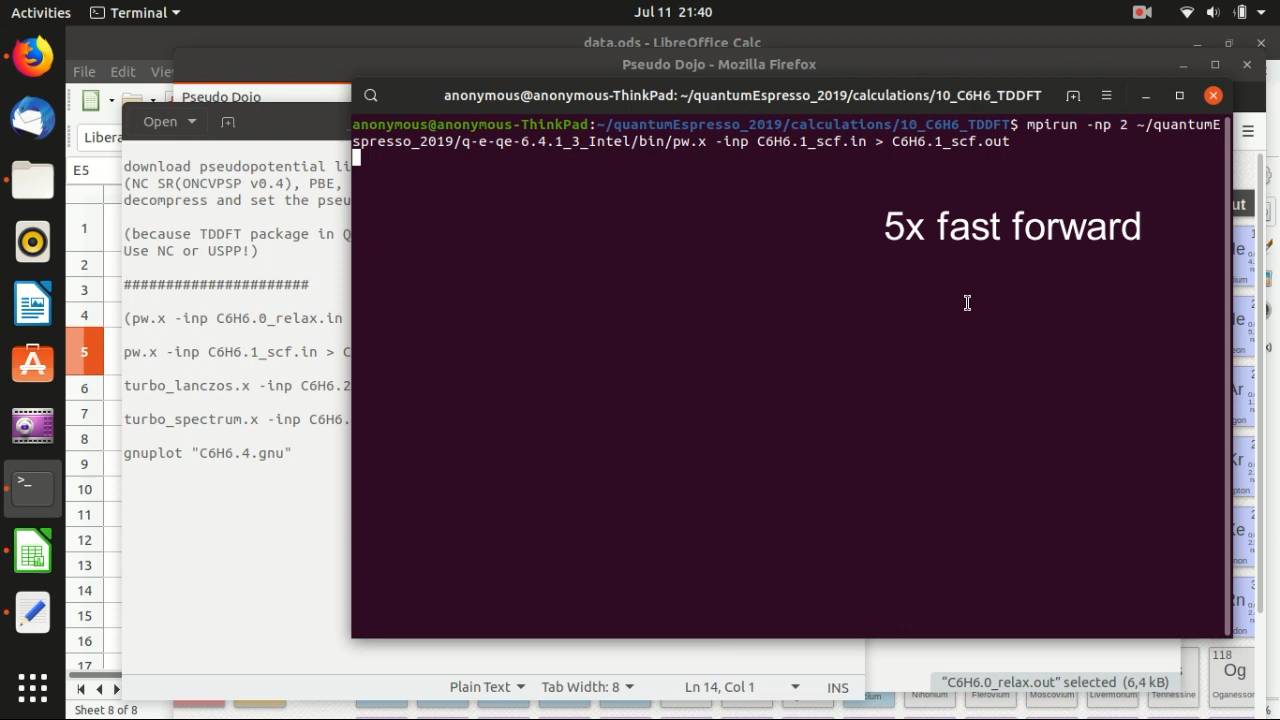 Activities
Terminal
Jul 11 21:40
data.ods - LibreOffice Calc
File Edit
Pseudo Dojo - Mozilla Firefox
Pseudo Dojo
anonymous@anonymous-ThinkPad: ~/quantumEspresso_2019/calculations/10_C6H6_TDDFT
Open
E5
anonymous@anonymous-ThinkPad:~/quantumEspresso_2019/calculations/10_C6H6_TDDFT$ mpirun -np 2 ~/quantumE
spresso_2019/q-e-qe-6.4.1_3_Intel/bin/pw.x -inp C6H6.1_scf.in > C6H6.1_scf.out
5x fast forward
download pseudopotential
(NC SR(ONCVPSP v0.4), PBE,
decompress and set the
(because TDDFT package in
Use NC or USPP!)
######################
(pw.x -inp C6H6.0_relax.in
pw.x -inp C6H6.1_scf.in >
turbo_lanczos.x -inp C6H6.2
turbo_spectrum.x -inp C6H6.
gnuplot "C6H6.4.gnu"
1
2
3
4
5
6
7
8
9
10
11
12
13
14
15
16
17
Plain Text
Tab Width: 8
Ln 14, Col 1
INS
"C6H6.0_relax.out" selected (6,4 kB)
118
Og
Nihonium
Flerovium
Moscovium
Livermorium
Tennessine
Sheet 8 of 8